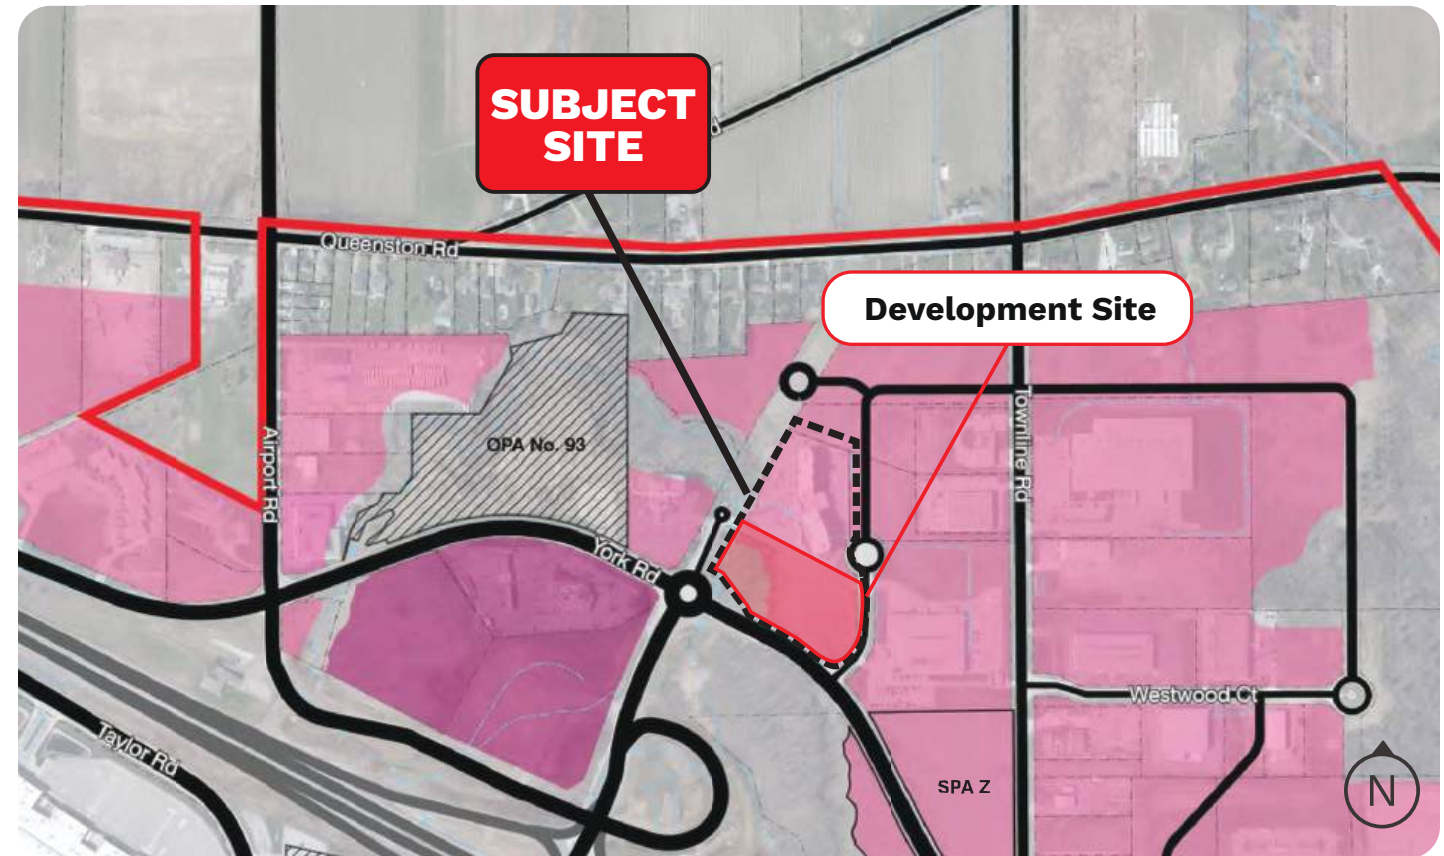 SUBJECT
SITE
Queenston Rd
Development Site
Airport Rd
OPA No. 93
Townline Rd
York Rd
Westwood Ct
Taylor Rd
SPA Z
N